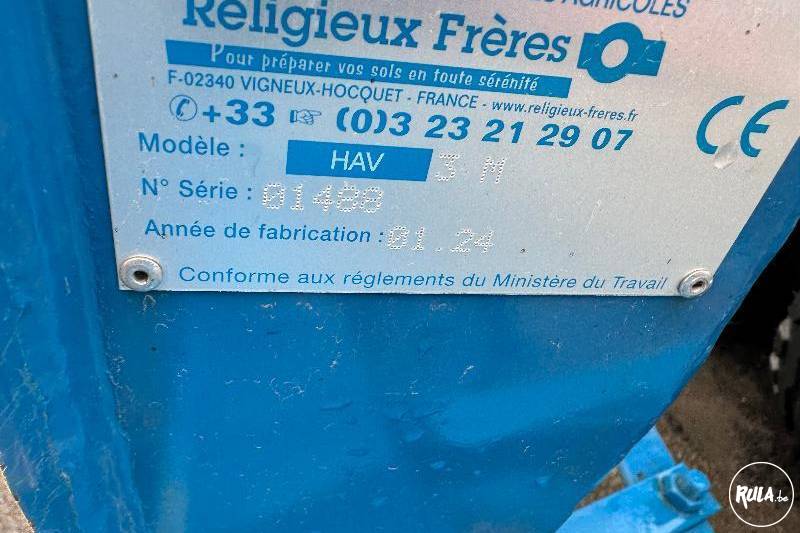 AGRICOLES
Religieux Frères
Pour préparer vos sols en toute sérénité
F-02340 VIGNEUX-HOCQUET - FRANCE - www.religieux-freres.fr
✆+33 ☞ (0)3 23 21 29 07
CE
Modèle : HAV 3 M
N° Série : 01488
Année de fabrication : 01.24
Conforme aux réglements du Ministère du Travail
RULA.be